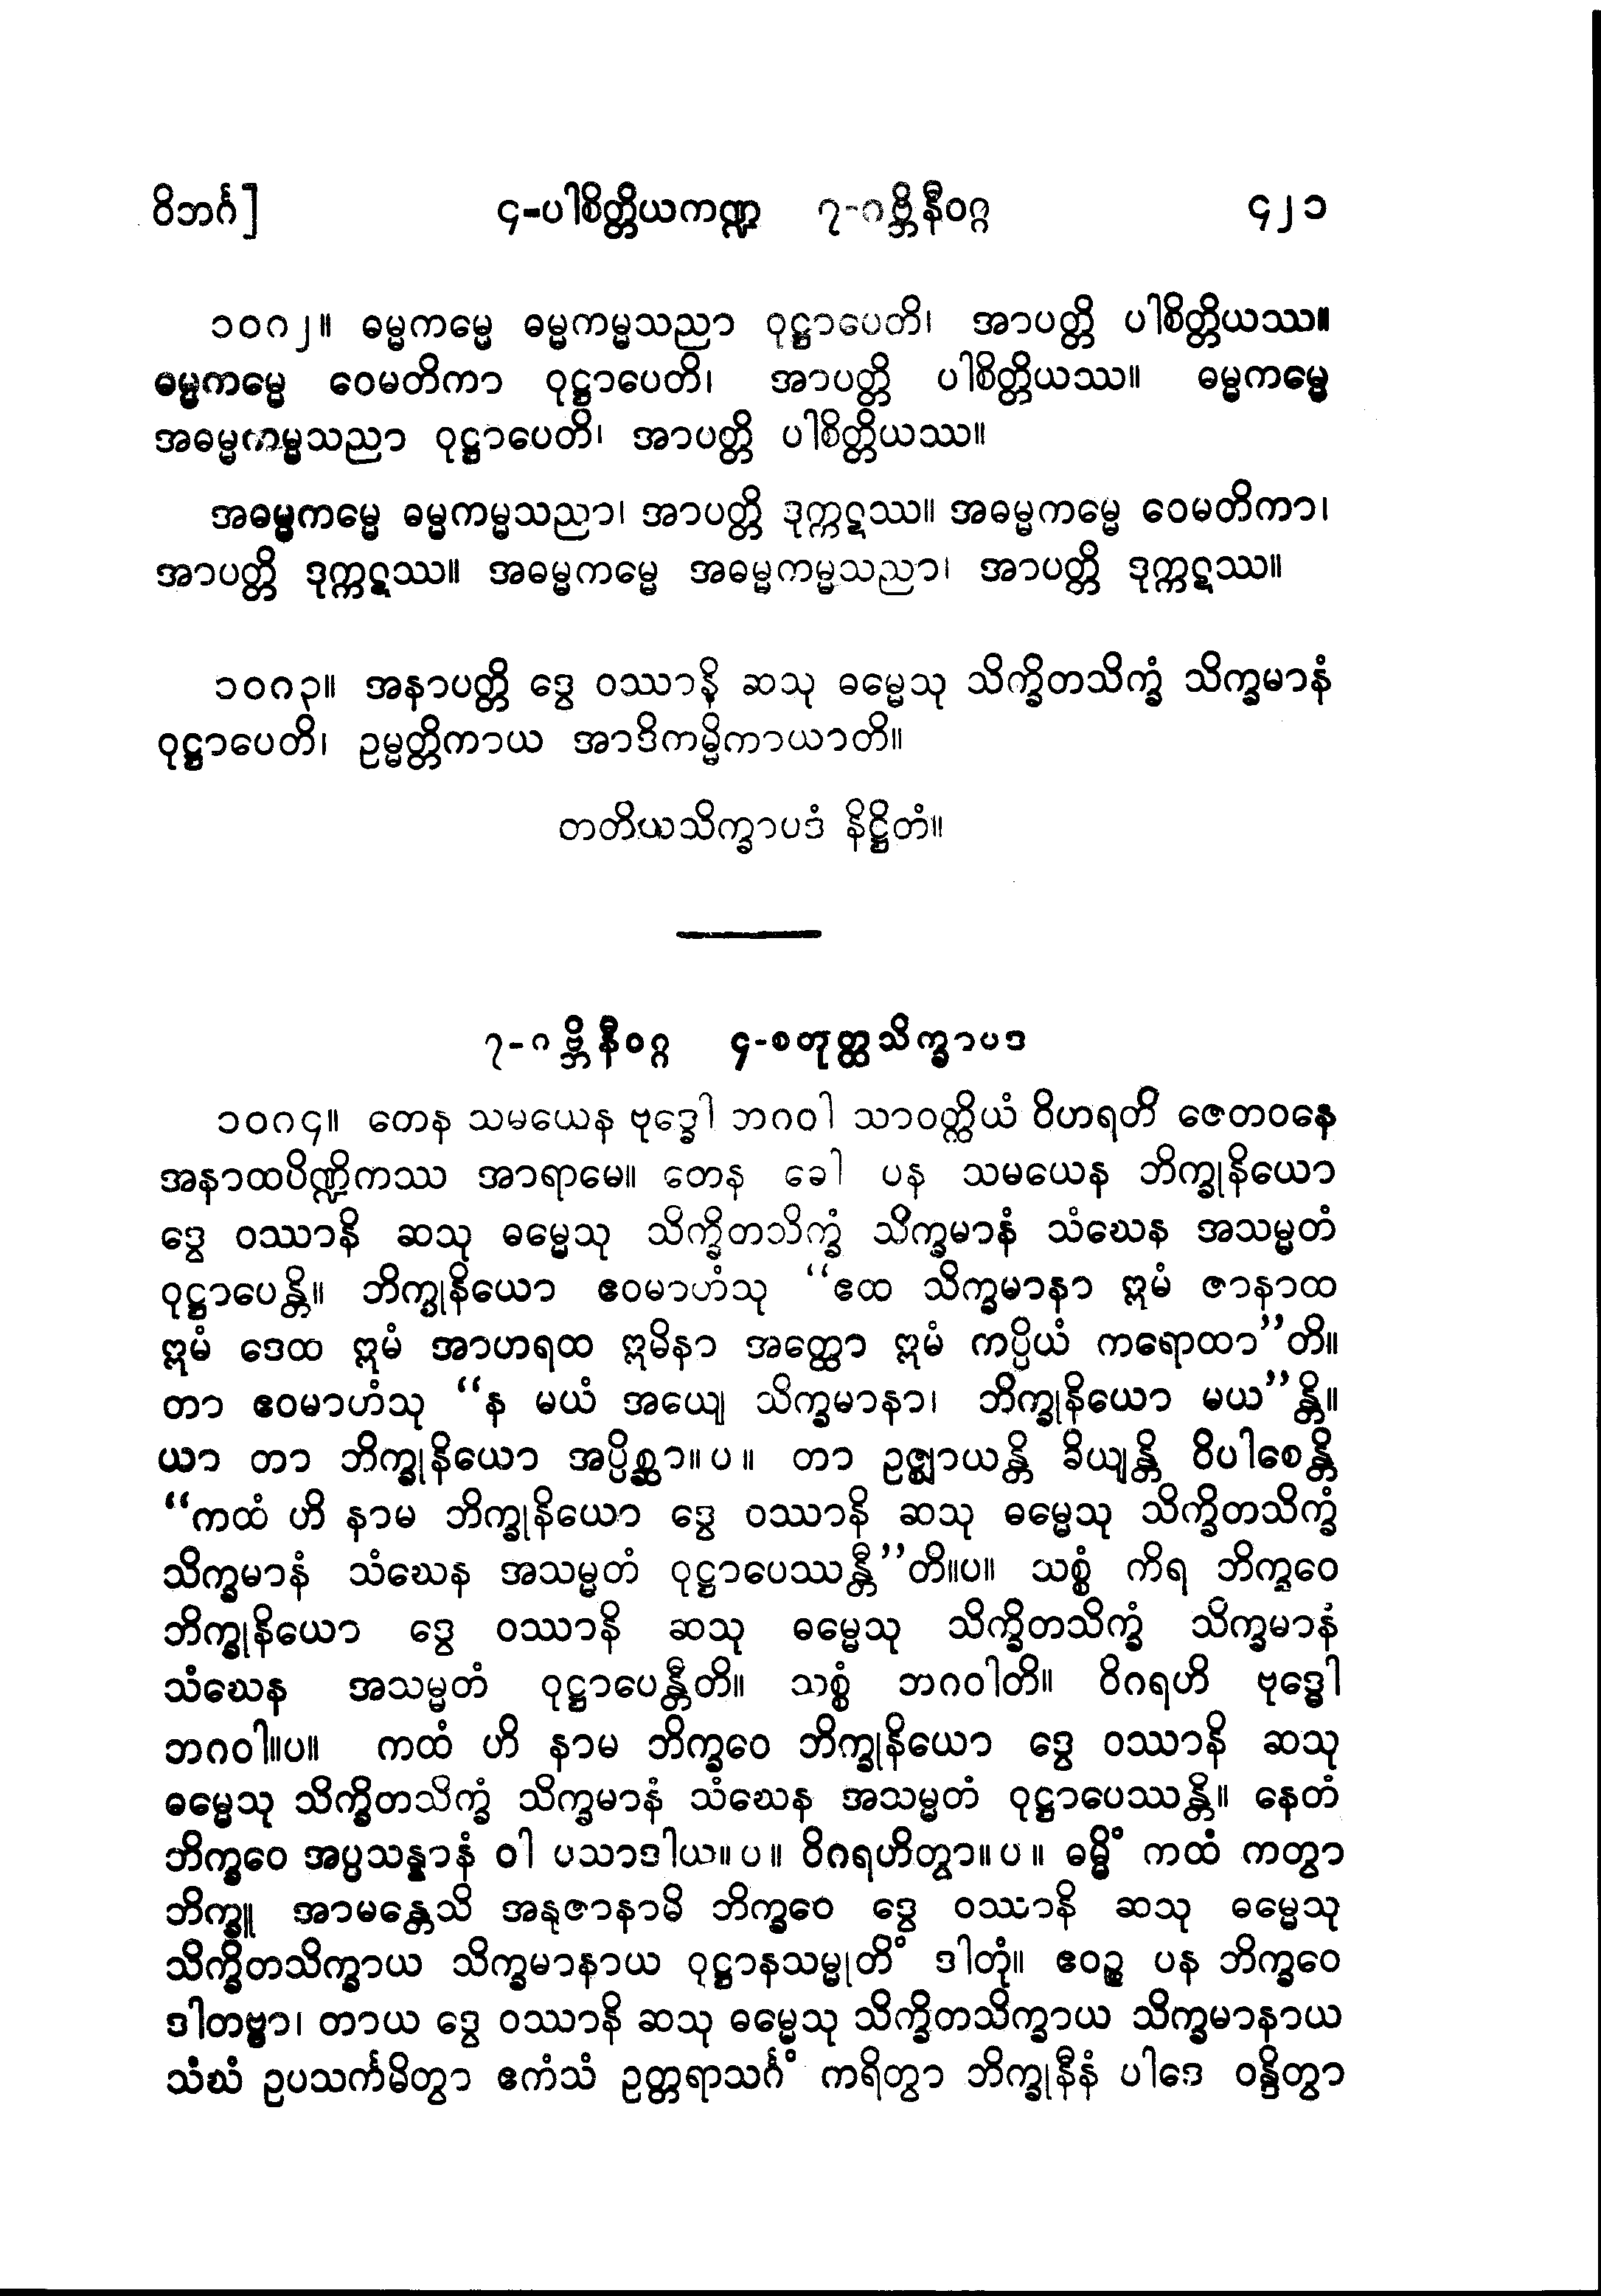 ဝိဘင်္ဂ] ၄-ပါစိတ္တိယကဏ္ဍ ၇-ဂဗ္ဘိနီဝဂ္ဂ ၄၂၁
၁၀၈၂။ ဓမ္မကမ္မေ ဓမ္မကမ္မသညာ ဝုဋ္ဌာပေတိ၊ အာပတ္တိ ပါစိတ္တိယဿ။
ဓမ္မကမ္မေ ဝေမတိကာ ဝုဋ္ဌာပေတိ၊ အာပတ္တိ ပါစိတ္တိယဿ။ ဓမ္မကမ္မေ
အဓမ္မကမ္မသညာ ဝုဋ္ဌာပေတိ၊ အာပတ္တိ ပါစိတ္တိယဿ။
အဓမ္မကမ္မေ ဓမ္မကမ္မသညာ၊ အာပတ္တိ ဒုက္ကဋဿ။ အဓမ္မကမ္မေ ဝေမတိကာ၊
အာပတ္တိ ဒုက္ကဋဿ။ အဓမ္မကမ္မေ အဓမ္မကမ္မသညာ၊ အာပတ္တိ ဒုက္ကဋဿ။
၁၀၈၃။ အနာပတ္တိ ဒွေ ဝဿာနိ ဆသု ဓမ္မေသု သိက္ခိတသိက္ခံ သိက္ခမာနံ
ဝုဋ္ဌာပေတိ၊ ဥမ္မတ္တိကာယ အာဒိကမ္မိကာယာတိ။
တတိယသိက္ခာပဒံ နိဋ္ဌိတံ။
၇-ဂဗ္ဘိနီဝဂ္ဂ ၄-စတုတ္ထသိက္ခာပဒ
၁၀၈၄။ တေန သမယေန ဗုဒ္ဓေါ ဘဂဝါ သာဝတ္ထိယံ ဝိဟရတိ ဇေတဝနေ
အနာထပိဏ္ဍိကဿ အာရာမေ။ တေန ခေါ ပန သမယေန ဘိက္ခုနိယော
ဒွေ ဝဿာနိ ဆသု ဓမ္မေသု သိက္ခိတသိက္ခံ သိက္ခမာနံ သံဃေန အသမ္မတံ
ဝုဋ္ဌာပေန္တိ။ ဘိက္ခုနိယော ဧဝမာဟံသု “ဧထ သိက္ခမာနာ ဣမံ ဇာနာထ
ဣမံ ဒေထ ဣမံ အာဟရထ ဣမိနာ အတ္ထော ဣမံ ကပ္ပိယံ ကရောထာ”တိ။
တာ ဧဝမာဟံသု “န မယံ အယျေ သိက္ခမာနာ၊ ဘိက္ခုနိယော မယ”န္တိ။
ယာ တာ ဘိက္ခုနိယော အပ္ပိစ္ဆာ။ပ။ တာ ဥဇ္ဈာယန္တိ ခိယျန္တိ ဝိပါစေန္တိ
“ကထံ ဟိ နာမ ဘိက္ခုနိယော ဒွေ ဝဿာနိ ဆသု ဓမ္မေသု သိက္ခိတသိက္ခံ
သိက္ခမာနံ သံဃေန အသမ္မတံ ဝုဋ္ဌာပေဿန္တီ”တိ။ပ။ သစ္စံ ကိရ ဘိက္ခဝေ
ဘိက္ခုနိယော ဒွေ ဝဿာနိ ဆသု ဓမ္မေသု သိက္ခိတသိက္ခံ သိက္ခမာနံ
သံဃေန အသမ္မတံ ဝုဋ္ဌာပေန္တီတိ။ သစ္စံ ဘဂဝါတိ။ ဝိဂရဟိ ဗုဒ္ဓေါ
ဘဂဝါ။ပ။ ကထံ ဟိ နာမ ဘိက္ခဝေ ဘိက္ခုနိယော ဒွေ ဝဿာနိ ဆသု
ဓမ္မေသု သိက္ခိတသိက္ခံ သိက္ခမာနံ သံဃေန အသမ္မတံ ဝုဋ္ဌာပေဿန္တိ။ နေတံ
ဘိက္ခဝေ အပ္ပသန္နာနံ ဝါ ပသာဒါယ။ပ။ ဝိဂရဟိတွာ။ပ။ ဓမ္မိံ ကထံ ကတွာ
ဘိက္ခူ အာမန္တေသိ အနုဇာနာမိ ဘိက္ခဝေ ဒွေ ဝဿာနိ ဆသု ဓမ္မေသု
သိက္ခိတသိက္ခာယ သိက္ခမာနာယ ဝုဋ္ဌာနသမ္မုတိံ ဒါတုံ။ ဧဝဉ္စ ပန ဘိက္ခဝေ
ဒါတဗ္ဗာ၊ တာယ ဒွေ ဝဿာနိ ဆသု ဓမ္မေသု သိက္ခိတသိက္ခာယ သိက္ခမာနာယ
သံဃံ ဥပသင်္ကမိတွာ ဧကံသံ ဥတ္တရာသင်္ဂံ ကရိတွာ ဘိက္ခုနီနံ ပါဒေ ဝန္ဒိတွာ